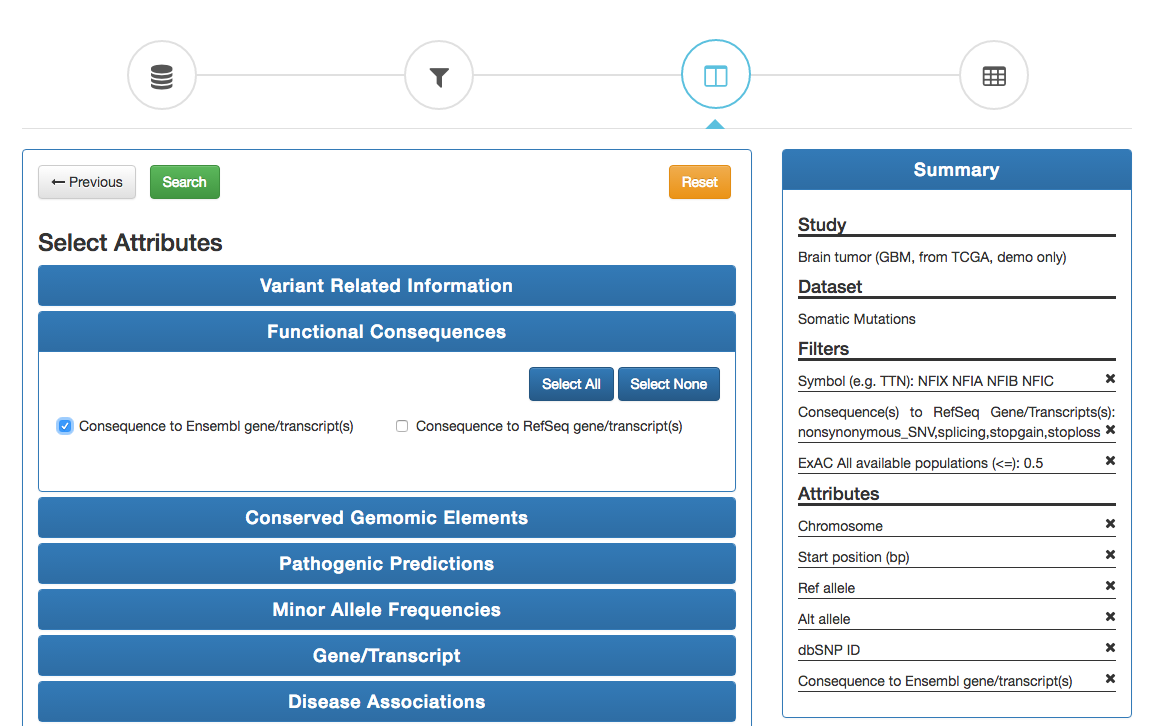 ← Previous
Search
Reset
Select Attributes
Variant Related Information
Functional Consequences
Select All
Select None
Consequence to Ensembl gene/transcript(s)
Consequence to RefSeq gene/transcript(s)
Conserved Gemomic Elements
Pathogenic Predictions
Minor Allele Frequencies
Gene/Transcript
Disease Associations
Summary
Study
Brain tumor (GBM, from TCGA, demo only)
Dataset
Somatic Mutations
Filters
Symbol (e.g. TTN): NFIX NFIA NFIB NFIC
Consequence(s) to RefSeq Gene/Transcripts(s):
nonsynonymous_SNV,splicing,stopgain,stoploss
ExAC All available populations (<=): 0.5
Attributes
Chromosome
Start position (bp)
Ref allele
Alt allele
dbSNP ID
Consequence to Ensembl gene/transcript(s)